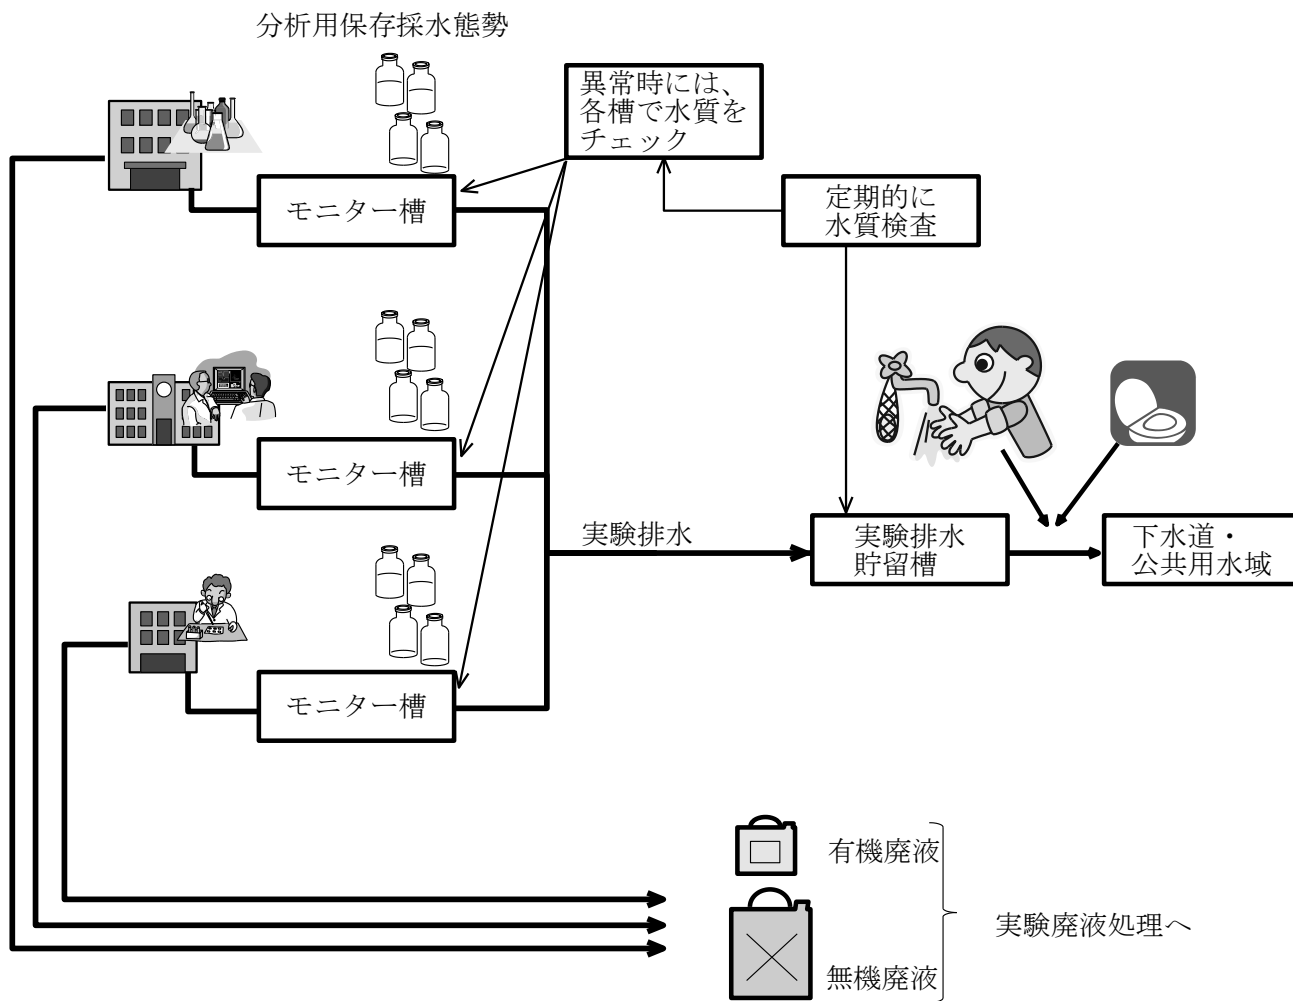 分析用保存採水態勢
異常時には、
各槽で水質を
チェック
定期的に
水質検査
モニター槽
モニター槽
実験排水
実験排水
貯留槽
下水道・
公共用水域
モニター槽
有機廃液
実験廃液処理へ
無機廃液